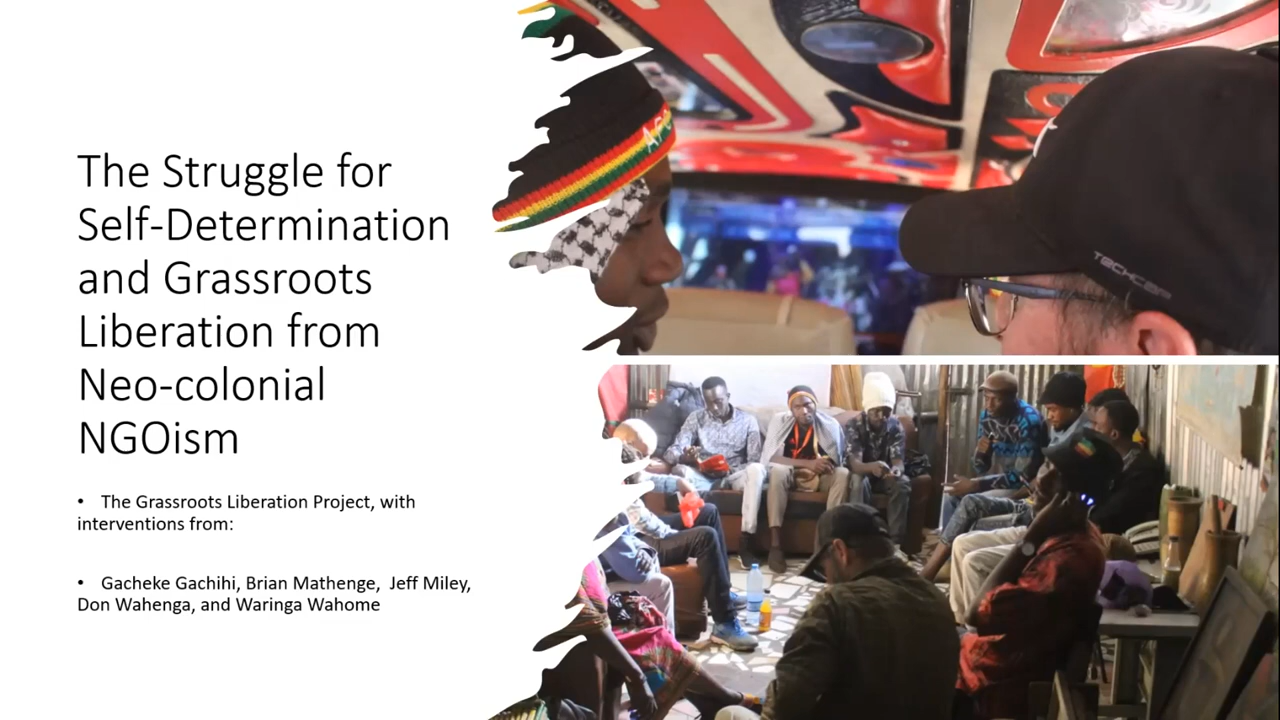 The Struggle for
Self-Determination
and Grassroots
Liberation from
Neo-colonial
NGOism
• The Grassroots Liberation Project, with
interventions from:
• Gacheke Gachihi, Brian Mathenge, Jeff Miley,
Don Wahenga, and Waringa Wahome
TECHCAP